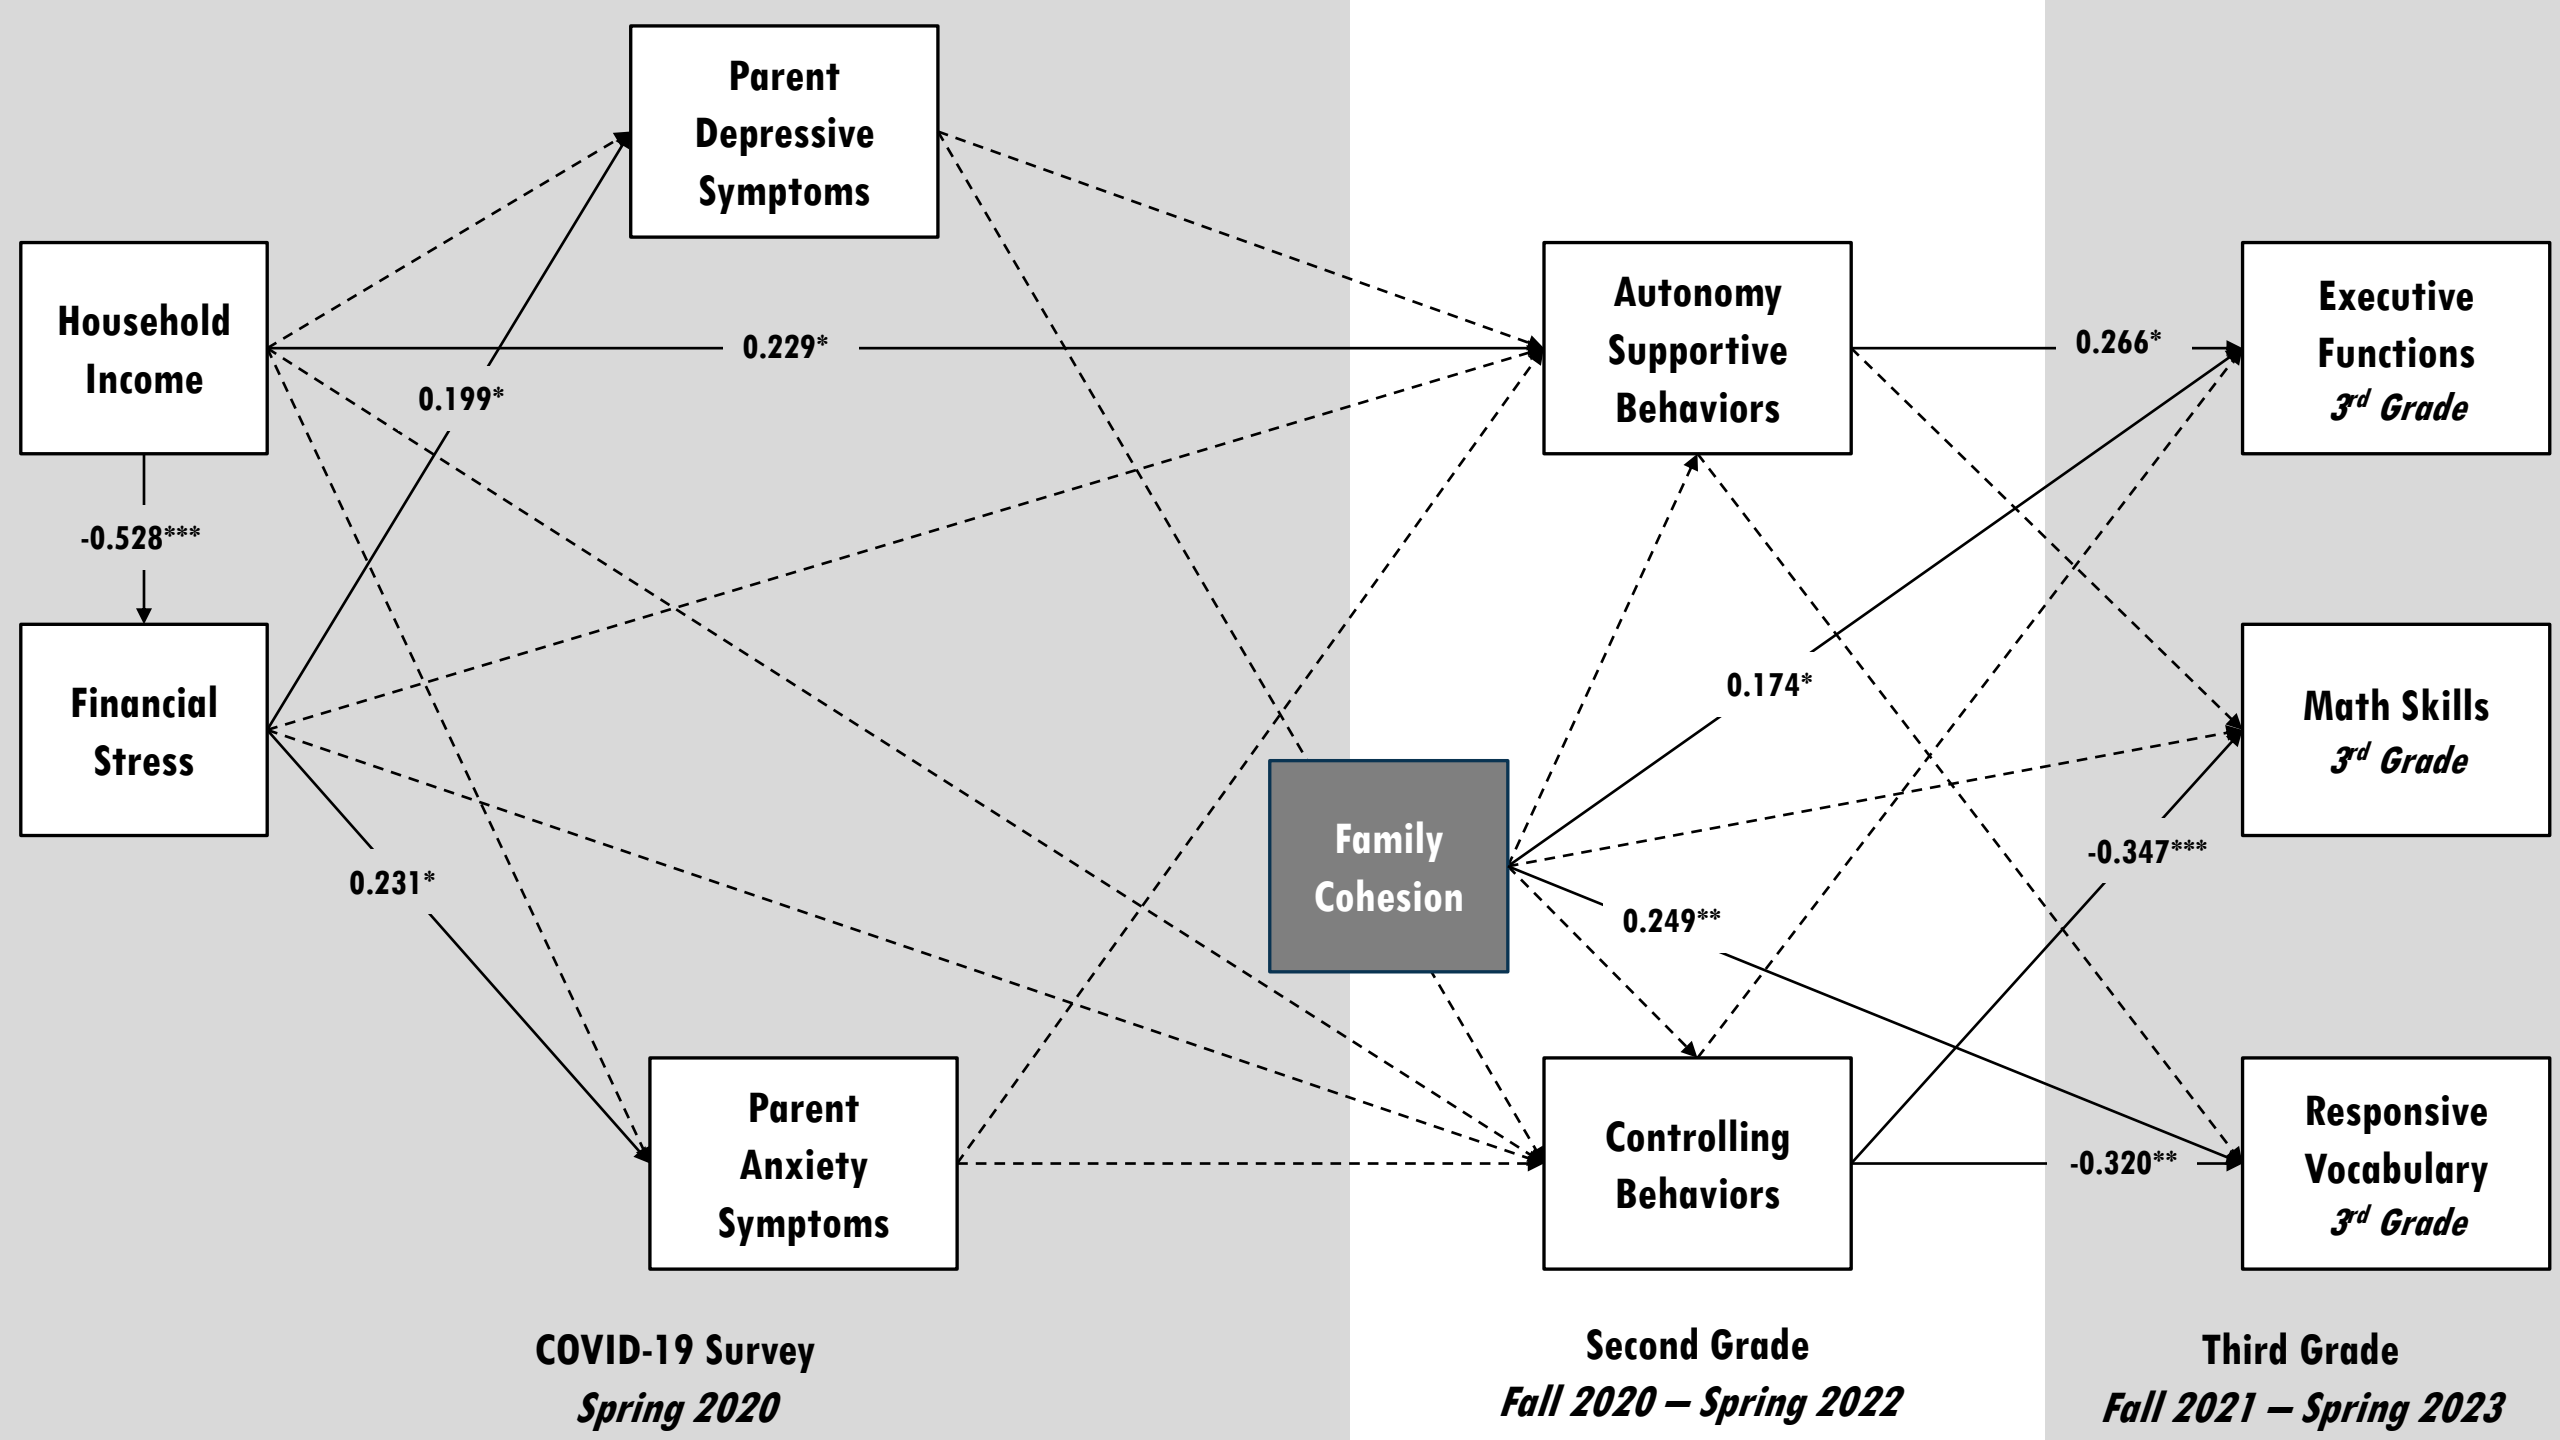 Parent
Depressive
Symptoms
Household
Income
0.199*
0.229*
-0.528***
Financial
Stress
0.231*
Parent
Anxiety
Symptoms
Family
Cohesion
Autonomy
Supportive
Behaviors
Controlling
Behaviors
0.266*
0.174*
0.249**
-0.347***
-0.320**
Executive
Functions
3rd Grade
Math Skills
3rd Grade
Responsive
Vocabulary
3rd Grade
COVID-19 Survey
Spring 2020
Second Grade
Fall 2020 – Spring 2022
Third Grade
Fall 2021 – Spring 2023